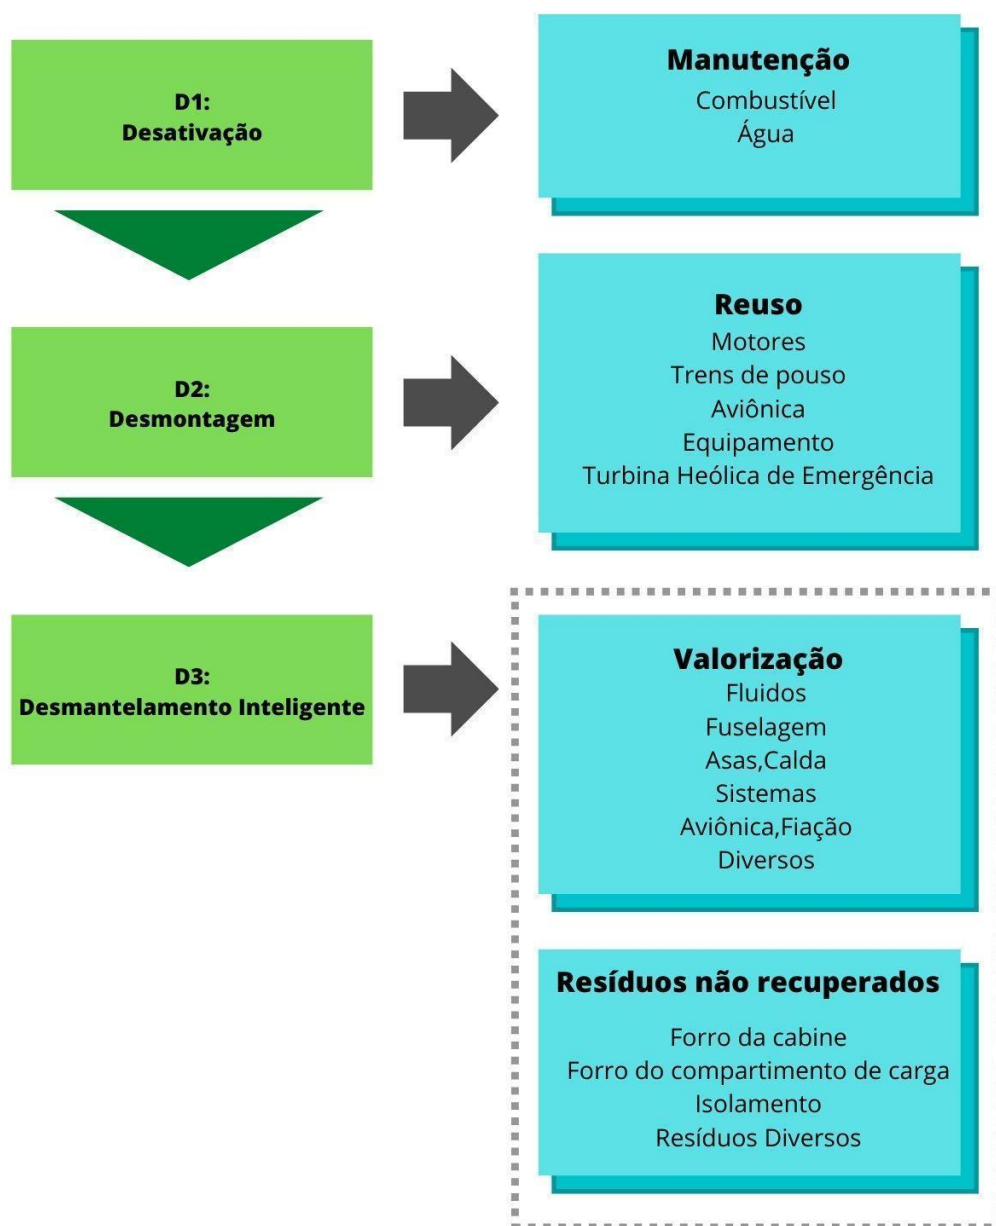 D1:
Desativação
Manutenção
Combustível
Água
D2:
Desmontagem
Reuso
Motores
Trens de pouso
Aviônica
Equipamento
Turbina Heólica de Emergência
D3:
Desmantelamento Inteligente
Valorização
Fluidos
Fuselagem
Asas,Calda
Sistemas
Aviônica,Fiação
Diversos
Resíduos não recuperados
Forro da cabine
Forro do compartimento de carga
Isolamento
Resíduos Diversos